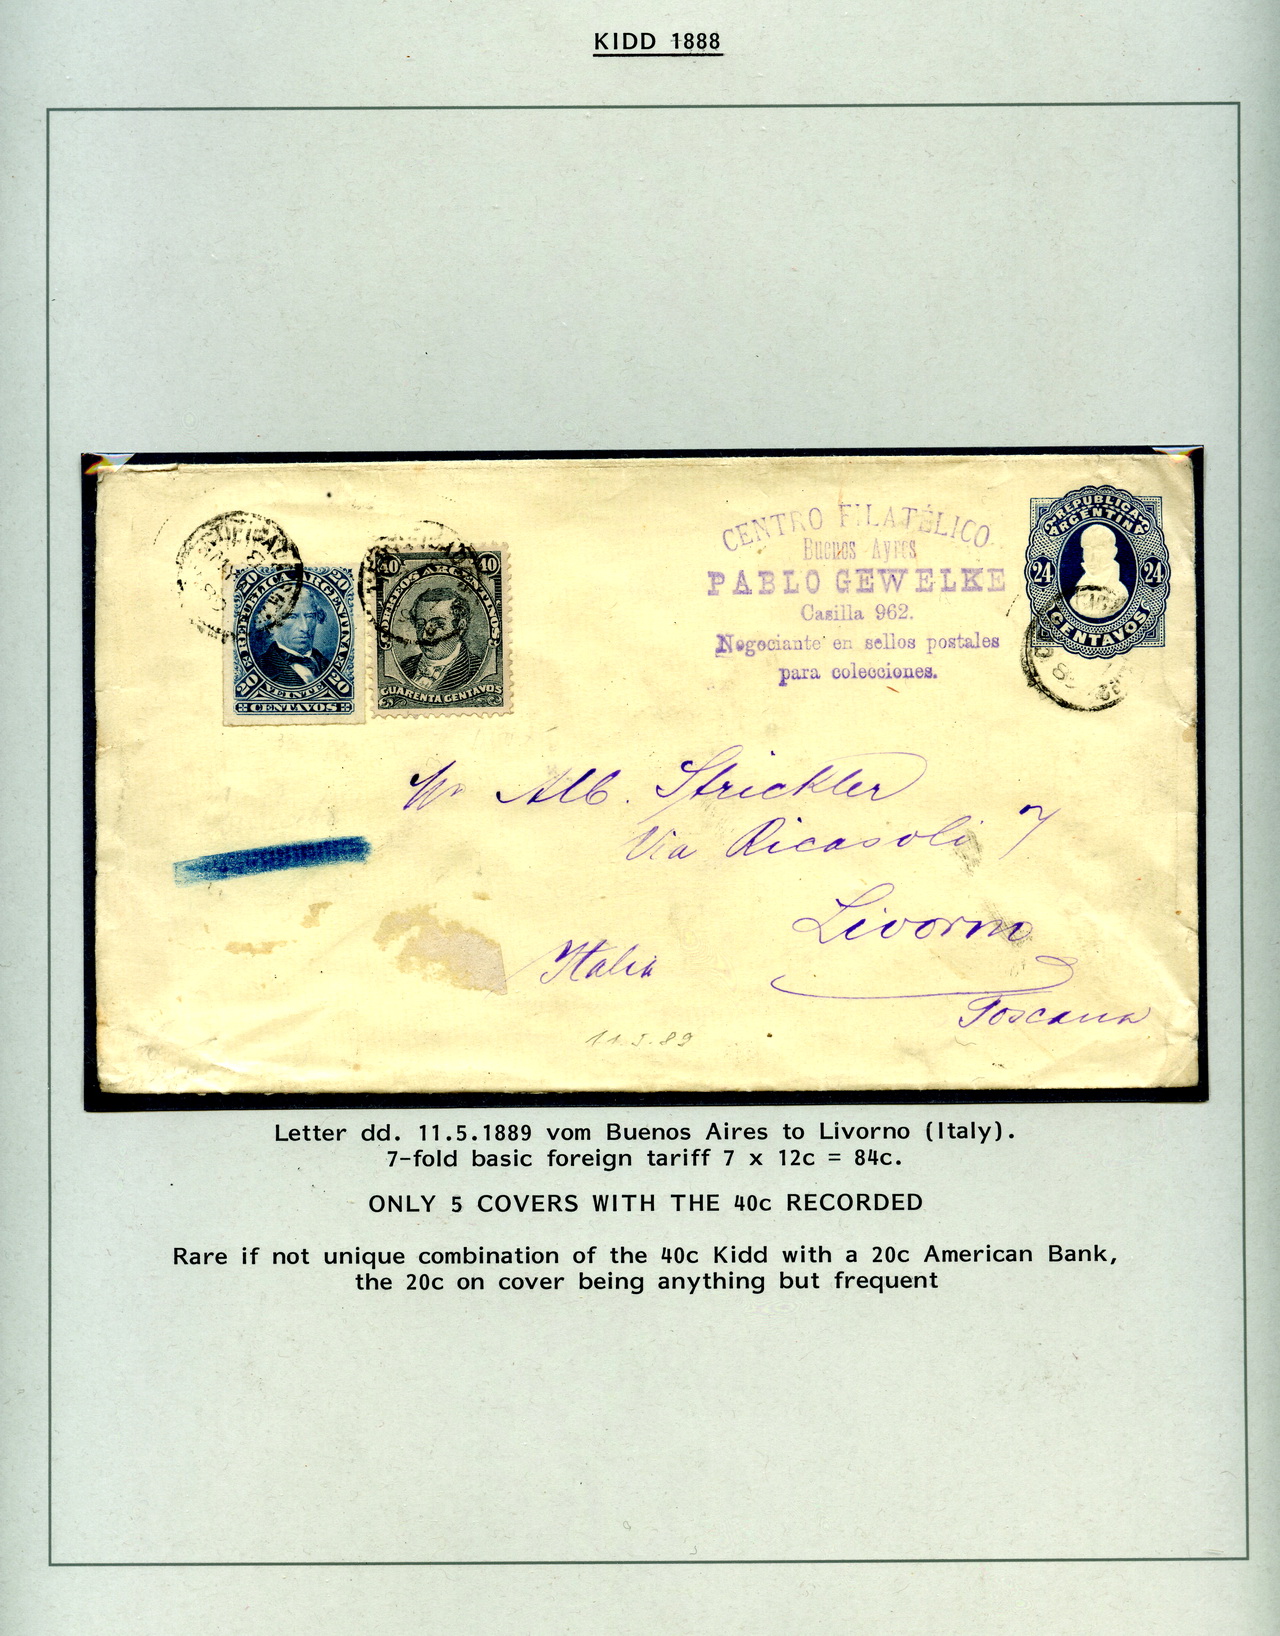 KIDD 1888
CENTRO FILATÉLICO
Buenos Ayres
PABLO GEWELKE
Casilla 962.
Negociante en sellos postales
para colecciones.
REPUBLICA
ARGENTINA
24 24
CENTAVOS
20 20
REPUBLICA ARGENTINA
20 VEINTE 20
CENTAVOS
40 40
CORREOS ARGENTINOS
CUARENTA CENTAVOS
Alb. Strickler
Via Ricasoli 7
Livorno
Italia
Toscana
11.5.89
Letter dd. 11.5.1889 vom Buenos Aires to Livorno (Italy).
7-fold basic foreign tariff 7 x 12c = 84c.
ONLY 5 COVERS WITH THE 40c RECORDED
Rare if not unique combination of the 40c Kidd with a 20c American Bank,
the 20c on cover being anything but frequent